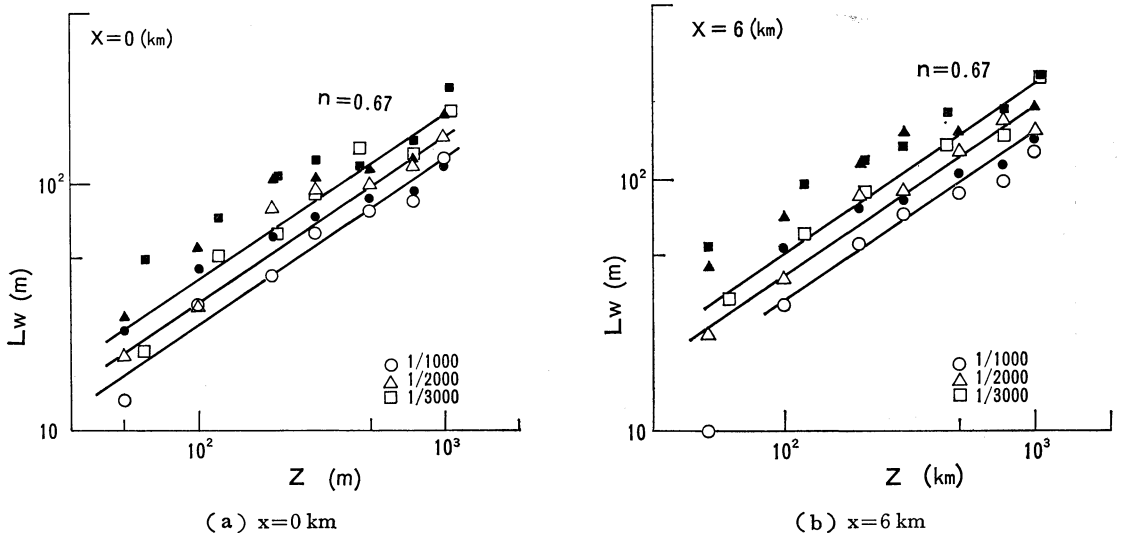 X=0 (km)
n=0.67
10²
Lw (m)
○ 1/1000
△ 1/2000
□ 1/3000
10
10²
10³
Z (m)
(a) x=0 km
X=6 (km)
n=0.67
10²
Lw (m)
○ 1/1000
△ 1/2000
□ 1/3000
10
10²
10³
Z (km)
(b) x=6 km